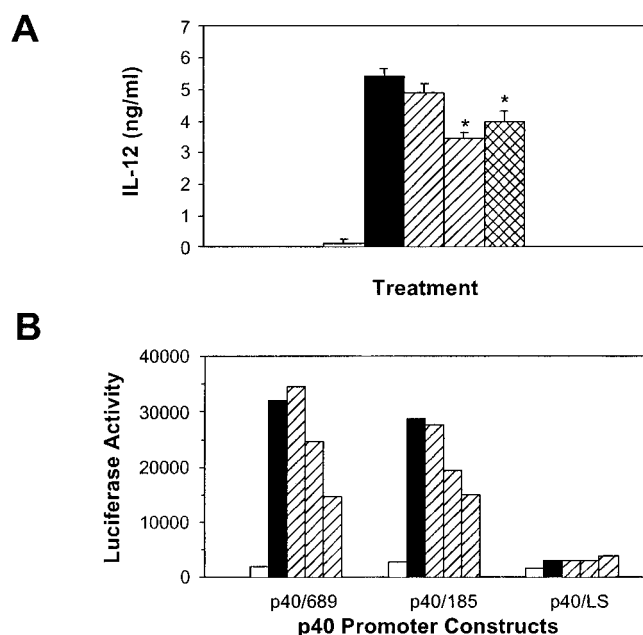 A
IL-12 (ng/ml)
7
6
5
4
3
2
1
0
*
*
Treatment
B
Luciferase Activity
40000
30000
20000
10000
0
p40/689 p40/185 p40/LS
p40 Promoter Constructs